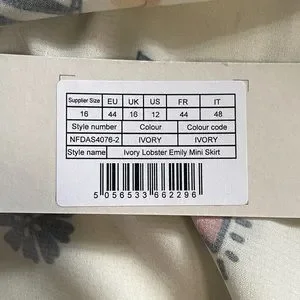 Supplier Size EU UK US FR IT
16 44 16 12 44 48
Style number Colour Colour code
NFDAS4076-2 IVORY IVORY
Style name Ivory Lobster Emily Mini Skirt
5 056533 662296